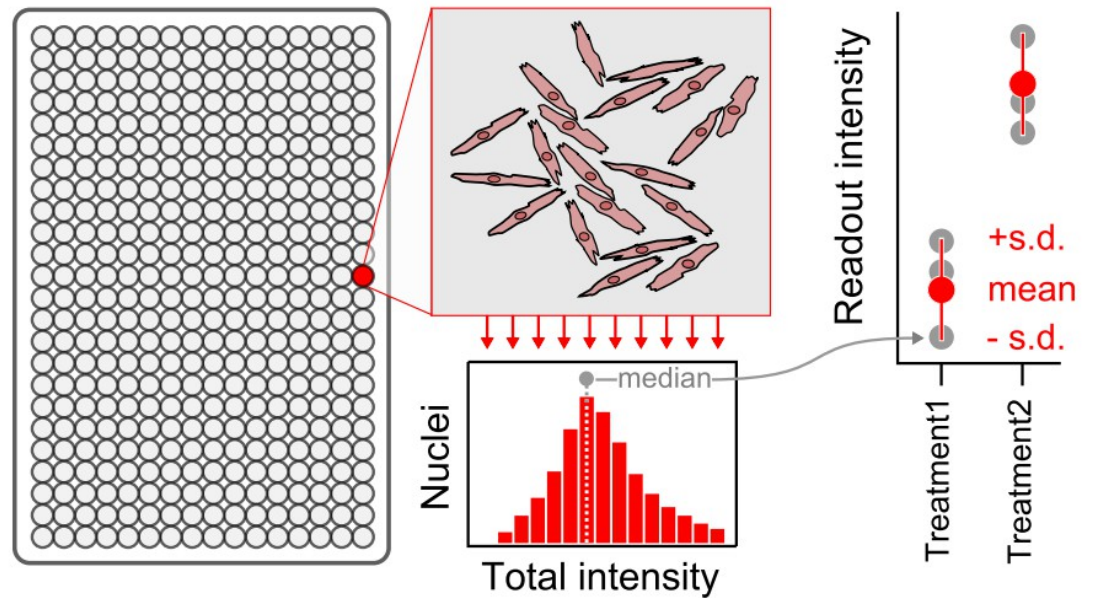 Readout intensity
+s.d.
mean
- s.d.
median
Nuclei
Total intensity
Treatment1
Treatment2